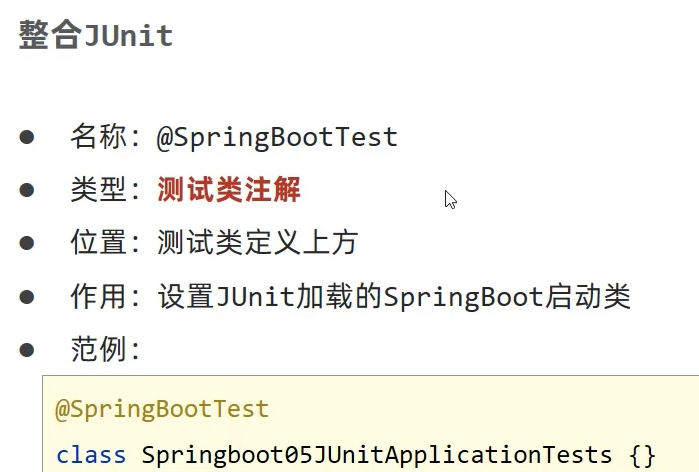 整合JUnit
● 名称：@SpringBootTest
● 类型：测试类注解
● 位置：测试类定义上方
● 作用：设置JUnit加载的SpringBoot启动类
● 范例：
@SpringBootTest
class Springboot05JUnitApplicationTests {}